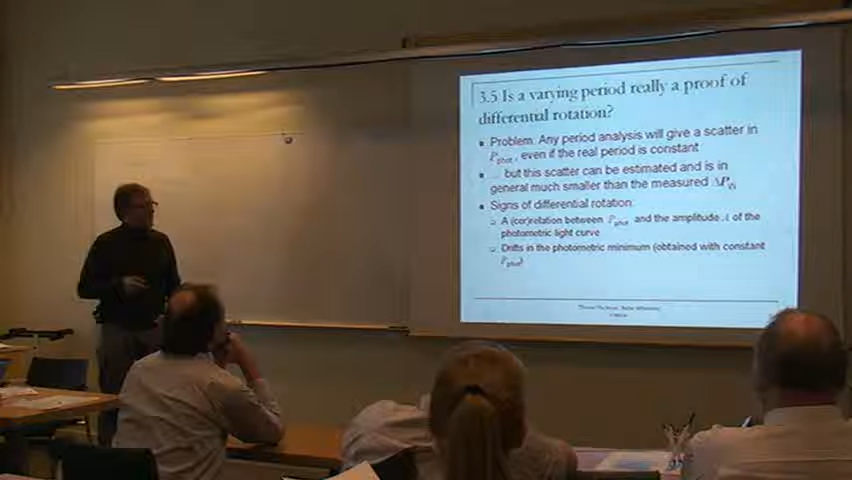 3.5 Is a varying period really a proof of
differential rotation?
Problem: Any period analysis will give a scatter in
P_phot, even if the real period is constant
... but this scatter can be estimated and is in
general much smaller than the measured ΔP_W
Signs of differential rotation:
A (cor)relation between P_phot and the amplitude A of the
photometric light curve
Drifts in the photometric minimum (obtained with constant
P_phot)